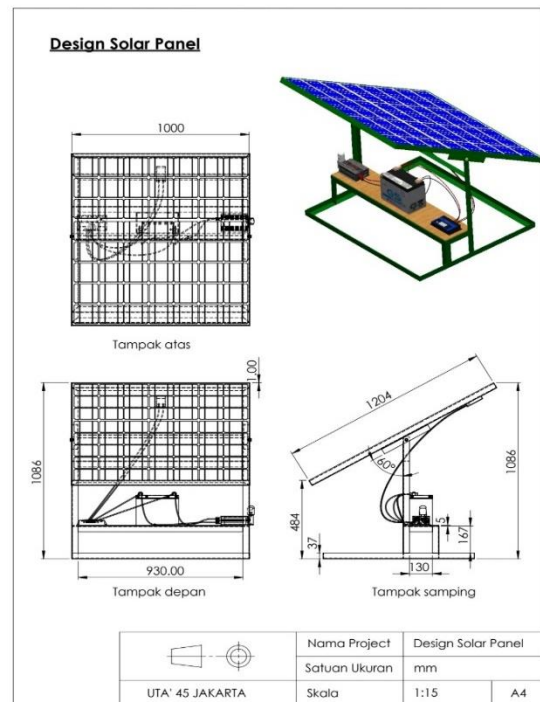 Design Solar Panel
1000
Tampak atas
1,00
1086
930.00
Tampak depan
1204
60°
1086
484
37
5
167
130
Tampak samping
Nama Project
Design Solar Panel
Satuan Ukuran
mm
UTA' 45 JAKARTA
Skala
1:15
A4